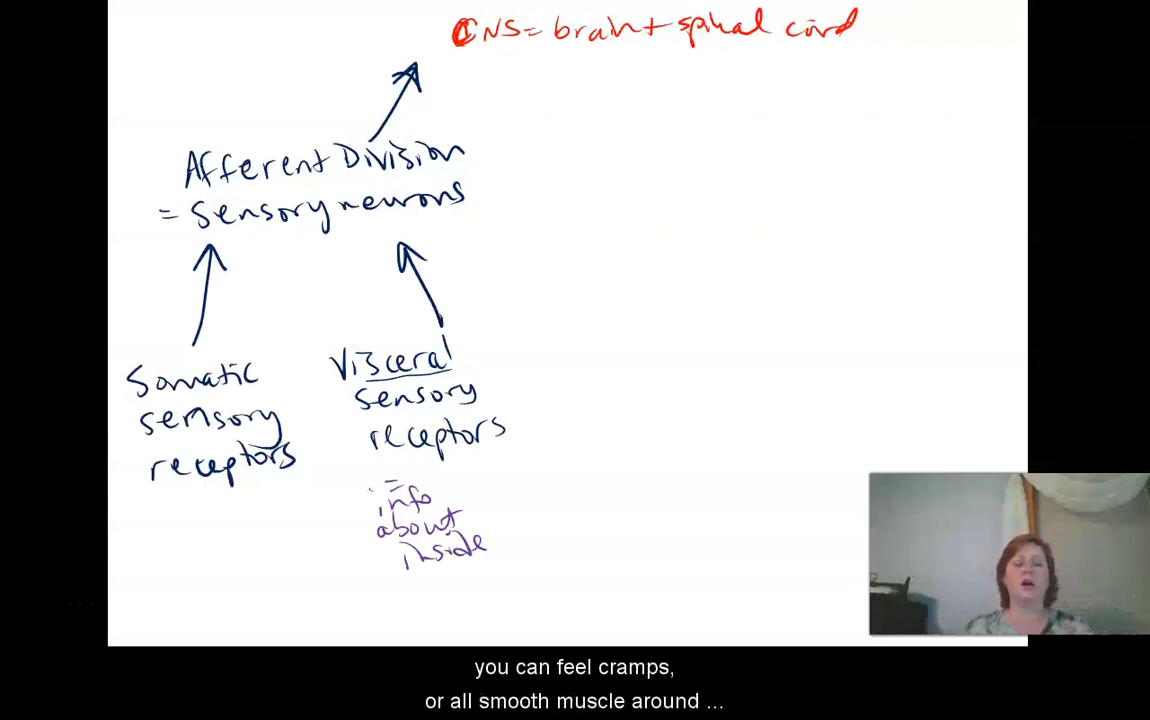 CNS = brain + spinal cord
Afferent Division
= Sensory neurons
Somatic
sensory
receptors
Visceral
sensory
receptors
=
info
about
inside
you can feel cramps,
or all smooth muscle around ...